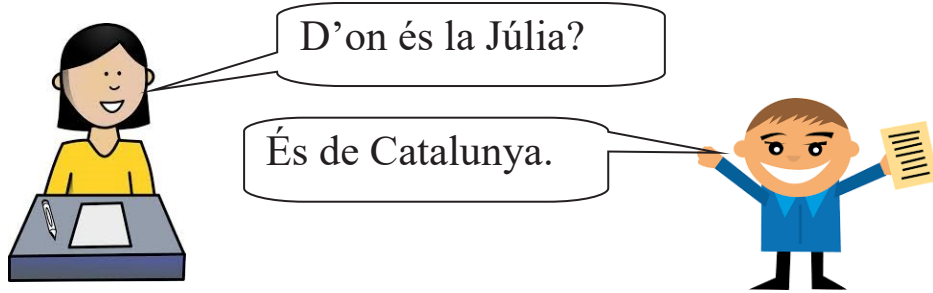 D’on és la Júlia?
És de Catalunya.